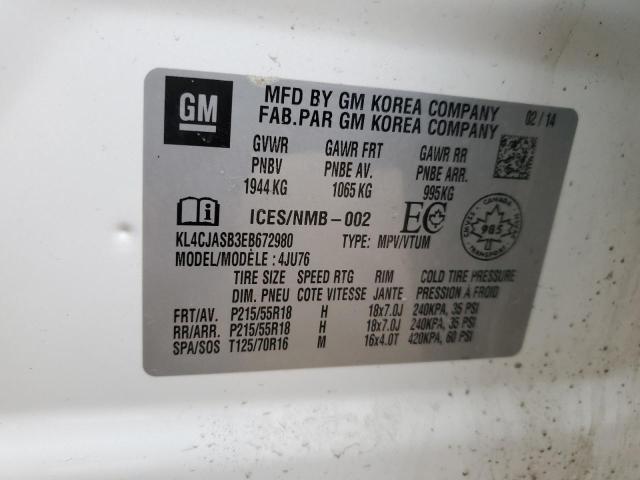 GM
MFD BY GM KOREA COMPANY 02/14
FAB.PAR GM KOREA COMPANY
GVWR GAWR FRT GAWR RR
PNBV PNBE AV. PNBE ARR.
1944 KG 1065 KG 995KG
ICES/NMB-002 EC CANADA 985 TRANSPORT
KL4CJASB3EB672980 TYPE: MPV/VTUM
MODEL/MODÈLE: 4JU76
TIRE SIZE SPEED RTG RIM COLD TIRE PRESSURE
DIM. PNEU COTE VITESSE JANTE PRESSION À FROID
FRT/AV. P215/55R18 H 18x7.0J 240KPA, 35 PSI
RR/ARR. P215/55R18 H 18x7.0J 240KPA, 35 PSI
SPA/SOS T125/70R16 M 16x4.0T 420KPA, 60 PSI